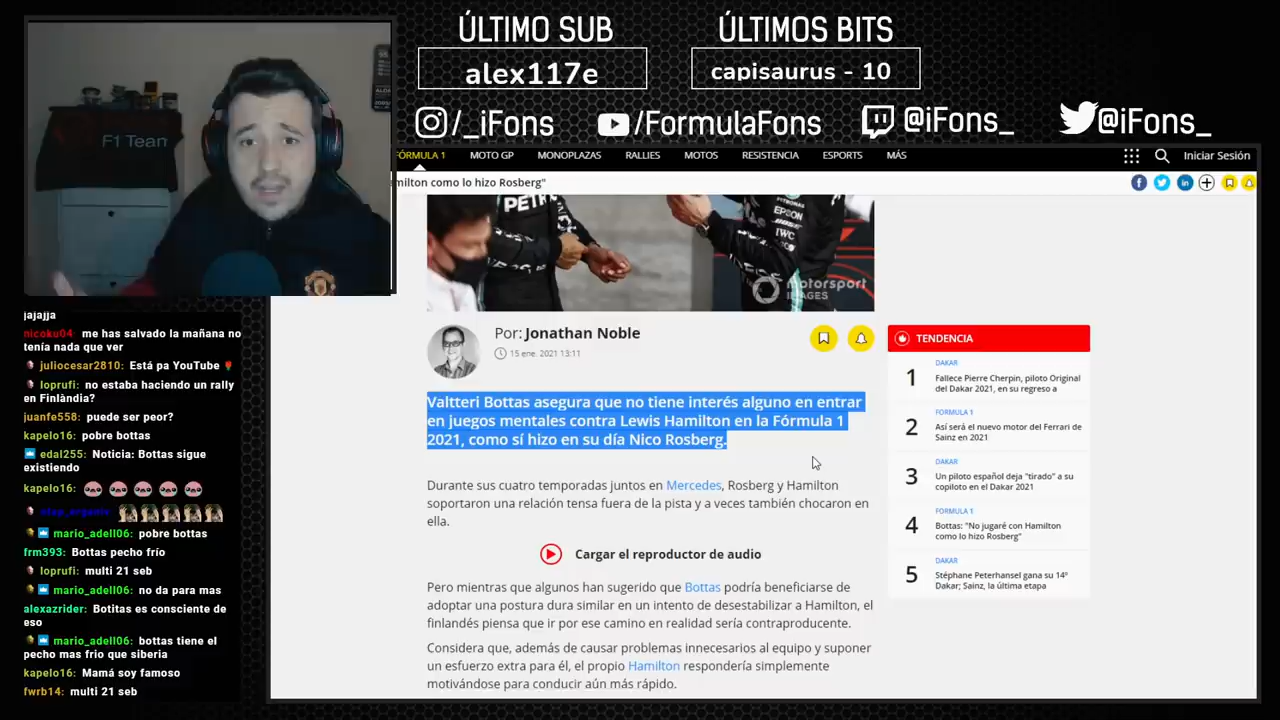 ÚLTIMO SUB
alex117e
ÚLTIMOS BITS
capisaurus - 10
/_iFons
/FormulaFons
@iFons_
@iFons_
F1 Team
FÓRMULA 1 MOTO GP MONOPLAZAS RALLIES MOTOS RESISTENCIA ESPORTS MÁS Iniciar Sesión
milton como lo hizo Rosberg"
PETR
PETRONAS
EPSON
IWC
motorsport
IMAGES
Por: Jonathan Noble
15 ene. 2021 13:11
Valtteri Bottas asegura que no tiene interés alguno en entrar
en juegos mentales contra Lewis Hamilton en la Fórmula 1
2021, como sí hizo en su día Nico Rosberg.
Durante sus cuatro temporadas juntos en Mercedes, Rosberg y Hamilton
soportaron una relación tensa fuera de la pista y a veces también chocaron en
ella.
Cargar el reproductor de audio
Pero mientras que algunos han sugerido que Bottas podría beneficiarse de
adoptar una postura dura similar en un intento de desestabilizar a Hamilton, el
finlandés piensa que ir por ese camino en realidad sería contraproducente.
Considera que, además de causar problemas innecesarios al equipo y suponer
un esfuerzo extra para él, el propio Hamilton respondería simplemente
motivándose para conducir aún más rápido.
TENDENCIA
1
DAKAR
Fallece Pierre Cherpin, piloto Original
del Dakar 2021, en su regreso a
2
FÓRMULA 1
Así será el nuevo motor del Ferrari de
Sainz en 2021
3
DAKAR
Un piloto español deja "tirado" a su
copiloto en el Dakar 2021
4
FÓRMULA 1
Bottas: "No jugaré con Hamilton
como lo hizo Rosberg"
5
DAKAR
Stéphane Peterhansel gana su 14º
Dakar; Sainz, la última etapa
jajajja
nicoku04: me has salvado la mañana no
tenía nada que ver
juliocesar2810: Está pa YouTube
loprufi: no estaba haciendo un rally
en Finlàndia?
juanfe558: puede ser peor?
kapelo16: pobre bottas
edal255: Noticia: Bottas sigue
existiendo
kapelo16:
mario_adell06: pobre bottas
frm393: Bottas pecho frío
loprufi: multi 21 seb
mario_adell06: no da para mas
alexazrider: Botitas es consciente de
eso
mario_adell06: bottas tiene el
pecho mas frio que siberia
kapelo16: Mamá soy famoso
fwrb14: multi 21 seb